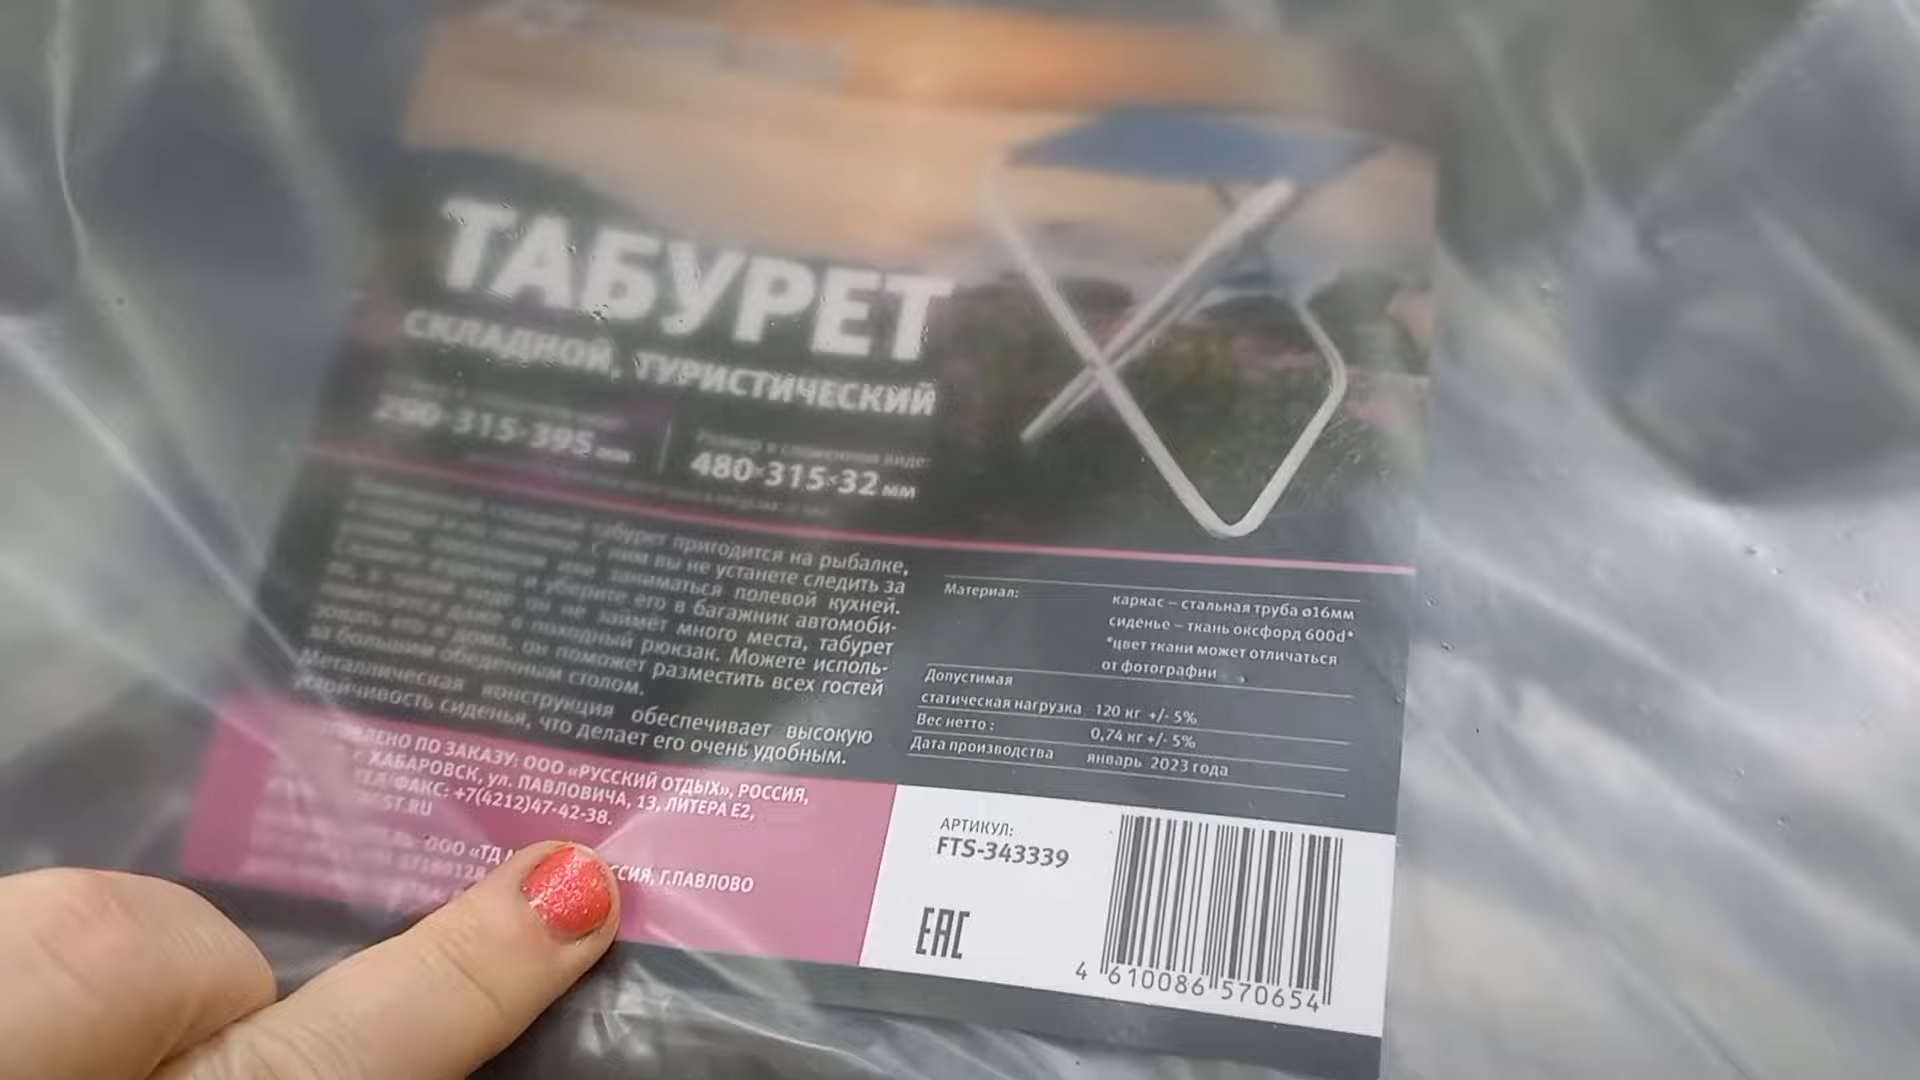 ТАБУРЕТ
СКЛАДНОЙ, ТУРИСТИЧЕСКИЙ
290×315×395 мм
Размер в сложенном виде:
480×315×32 мм
складной табурет пригодится на рыбалке,
с ним вы не устанете следить за
или заниматься полевой кухней.
и уберите его в багажник автомоби-
он не займёт много места, табурет
даже в походный рюкзак. Можете исполь-
зовать его и дома, он поможет разместить всех гостей
за большим обеденным столом.
Металлическая конструкция обеспечивает высокую
устойчивость сиденья, что делает его очень удобным.
Материал:
каркас – стальная труба ø16мм
сиденье – ткань оксфорд 600d*
*цвет ткани может отличаться
от фотографии
Допустимая
статическая нагрузка 120 кг +/- 5%
Вес нетто : 0,74 кг +/- 5%
Дата производства январь 2023 года
ПО ЗАКАЗУ: ООО «РУССКИЙ ОТДЫХ», РОССИЯ,
г. ХАБАРОВСК, ул. ПАВЛОВИЧА, 13, ЛИТЕРА Е2,
ТЕЛ/ФАКС: +7(4212)47-42-38.
ООО «ТД
Г.ПАВЛОВО
АРТИКУЛ:
FTS-343339
EAC
4 610086 570654